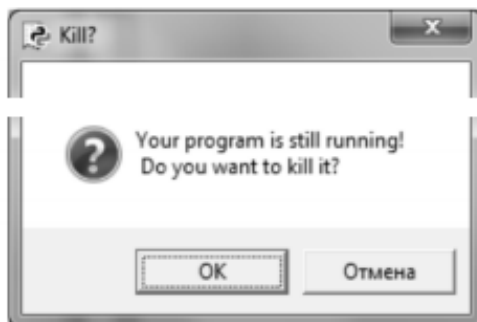 Kill?
Your program is still running!
Do you want to kill it?
OK
Отмена